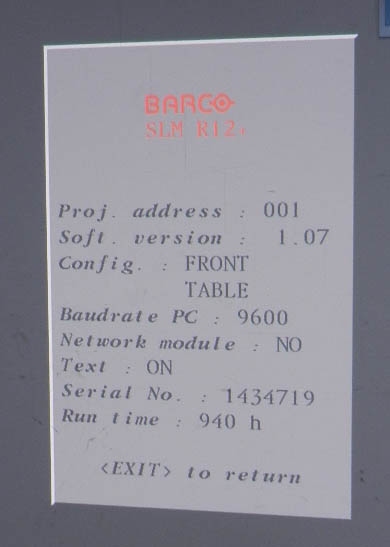 BARCO
SLM R12+
Proj. address : 001
Soft. version : 1.07
Config. : FRONT
TABLE
Baudrate PC : 9600
Network module : NO
Text : ON
Serial No. : 1434719
Run time : 940 h
<EXIT> to return